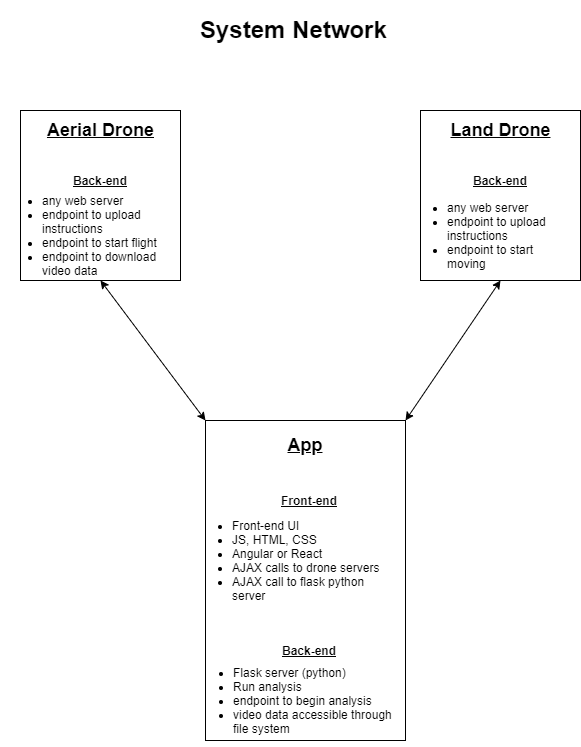 System Network
Aerial Drone
Back-end
any web server
endpoint to upload
instructions
endpoint to start flight
endpoint to download
video data
Land Drone
Back-end
any web server
endpoint to upload
instructions
endpoint to start
moving
App
Front-end
Front-end UI
JS, HTML, CSS
Angular or React
AJAX calls to drone servers
AJAX call to flask python
server
Back-end
Flask server (python)
Run analysis
endpoint to begin analysis
video data accessible through
file system